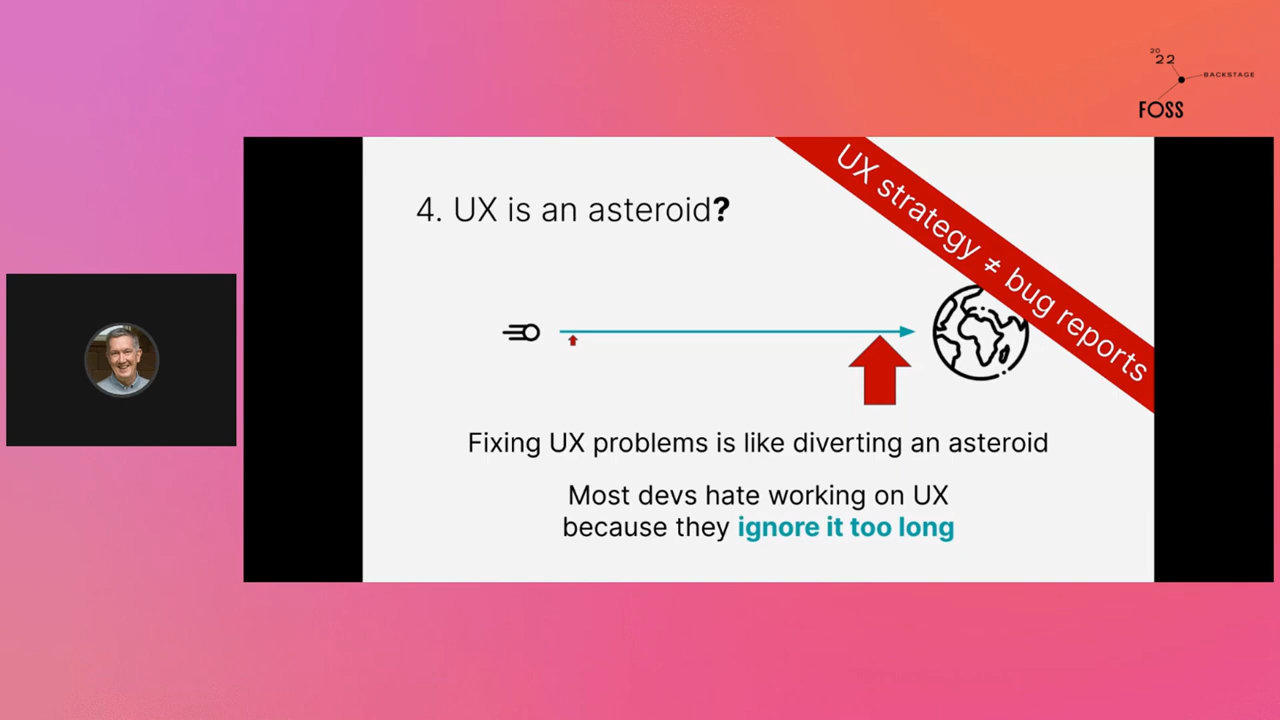 20
22
BACKSTAGE
FOSS
4. UX is an asteroid?
UX strategy ≠ bug reports
Fixing UX problems is like diverting an asteroid
Most devs hate working on UX
because they ignore it too long